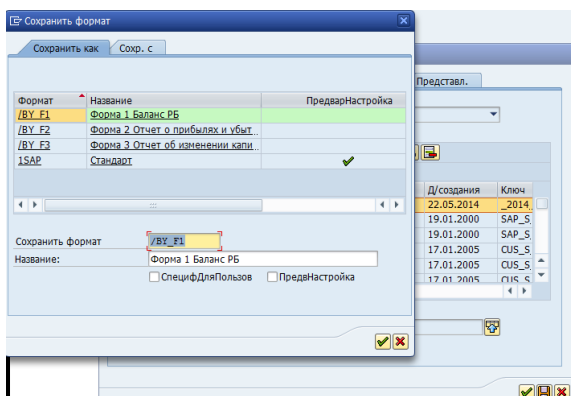 Сохранить формат
Сохранить как
Сохр. с
Формат Название ПредварНастройка
/BY_F1 Форма 1 Баланс РБ
/BY_F2 Форма 2 Отчет о прибылях и убыт...
/BY_F3 Форма 3 Отчет об изменении капи...
1SAP Стандарт
Сохранить формат /BY_F1
Название: Форма 1 Баланс РБ
СпецифДляПользов ПредвНастройка
Представл.
Д/создания Ключ
22.05.2014 _2014_
19.01.2000 SAP_S
19.01.2000 SAP_S
17.01.2005 CUS_S
17.01.2005 CUS_S
17.01.2005 CUS_S